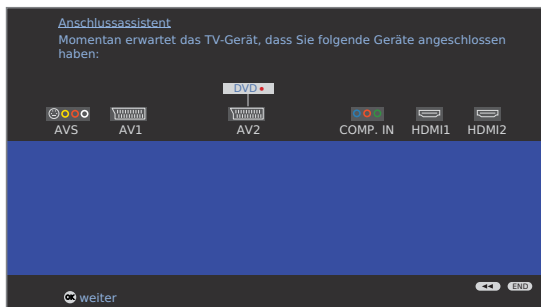 Anschlussassistent
Momentan erwartet das TV-Gerät, dass Sie folgende Geräte angeschlossen
haben:
DVD
AVS AV1 AV2 COMP. IN HDMI1 HDMI2
END
OK weiter